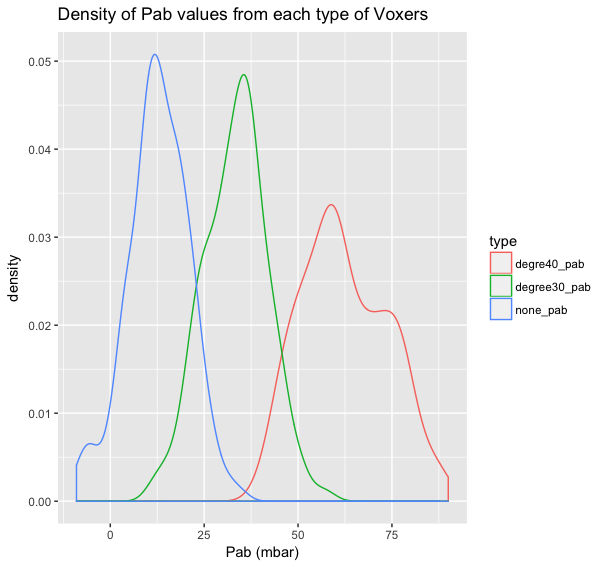 Density of Pab values from each type of Voxers
0.05
0.04
0.03
0.02
0.01
0.00
density
0
25
50
75
Pab (mbar)
type
degre40_pab
degree30_pab
none_pab